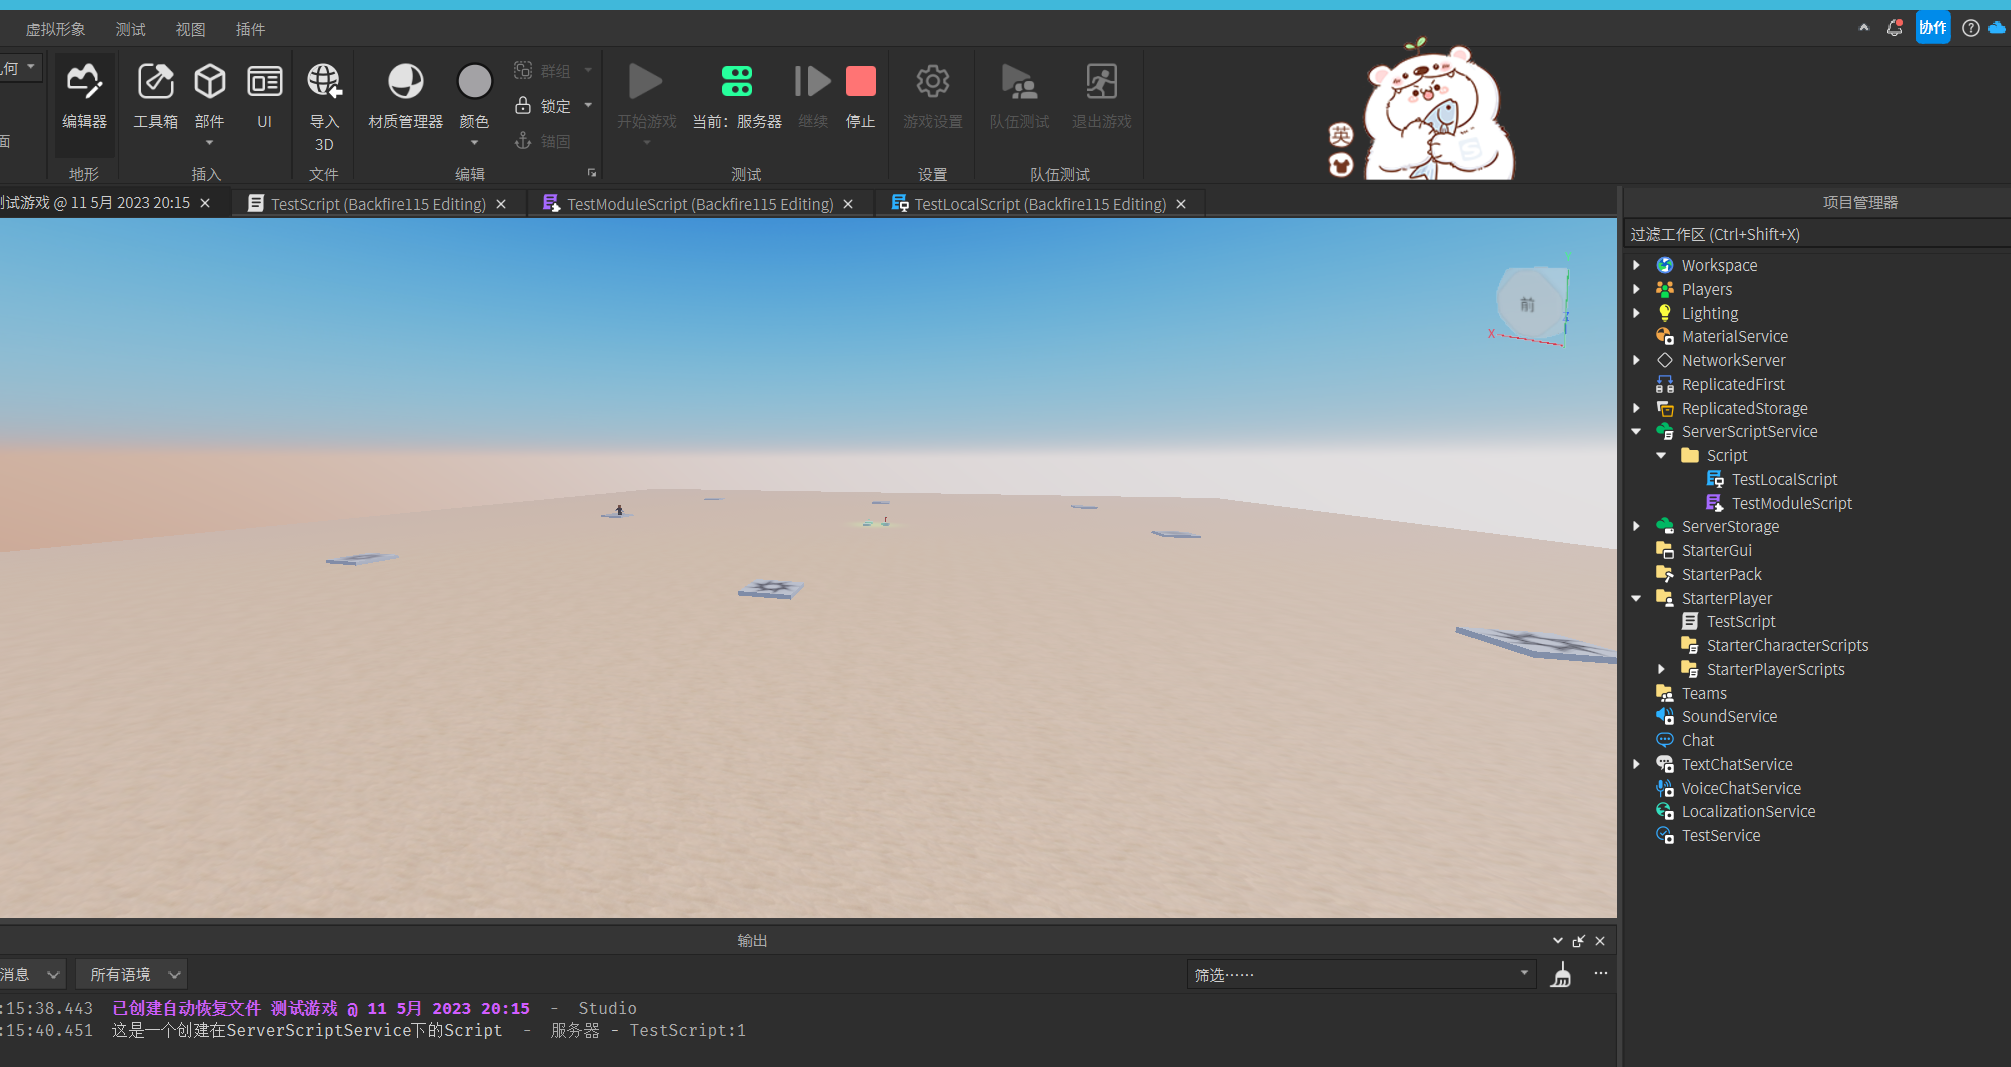 虚拟形象 测试 视图 插件
协作
编辑器 工具箱 部件 UI 导入 3D 材质管理器 颜色 群组 锁定 锚固 开始游戏 当前：服务器 继续 停止 游戏设置 队伍测试 退出游戏
何
面
地形 插入 文件 编辑 测试 设置 队伍测试
英
S
试游戏 @ 11 5月 2023 20:15
TestScript (Backfire115 Editing)
TestModuleScript (Backfire115 Editing)
TestLocalScript (Backfire115 Editing)
前
X
Y
Z
项目管理器
过滤工作区 (Ctrl+Shift+X)
Workspace
Players
Lighting
MaterialService
NetworkServer
ReplicatedFirst
ReplicatedStorage
ServerScriptService
Script
TestLocalScript
TestModuleScript
ServerStorage
StarterGui
StarterPack
StarterPlayer
TestScript
StarterCharacterScripts
StarterPlayerScripts
Teams
SoundService
Chat
TextChatService
VoiceChatService
LocalizationService
TestService
输出
消息 所有语境 筛选……
:15:38.443 已创建自动恢复文件 测试游戏 @ 11 5月 2023 20:15 - Studio
:15:40.451 这是一个创建在ServerScriptService下的Script - 服务器 - TestScript:1